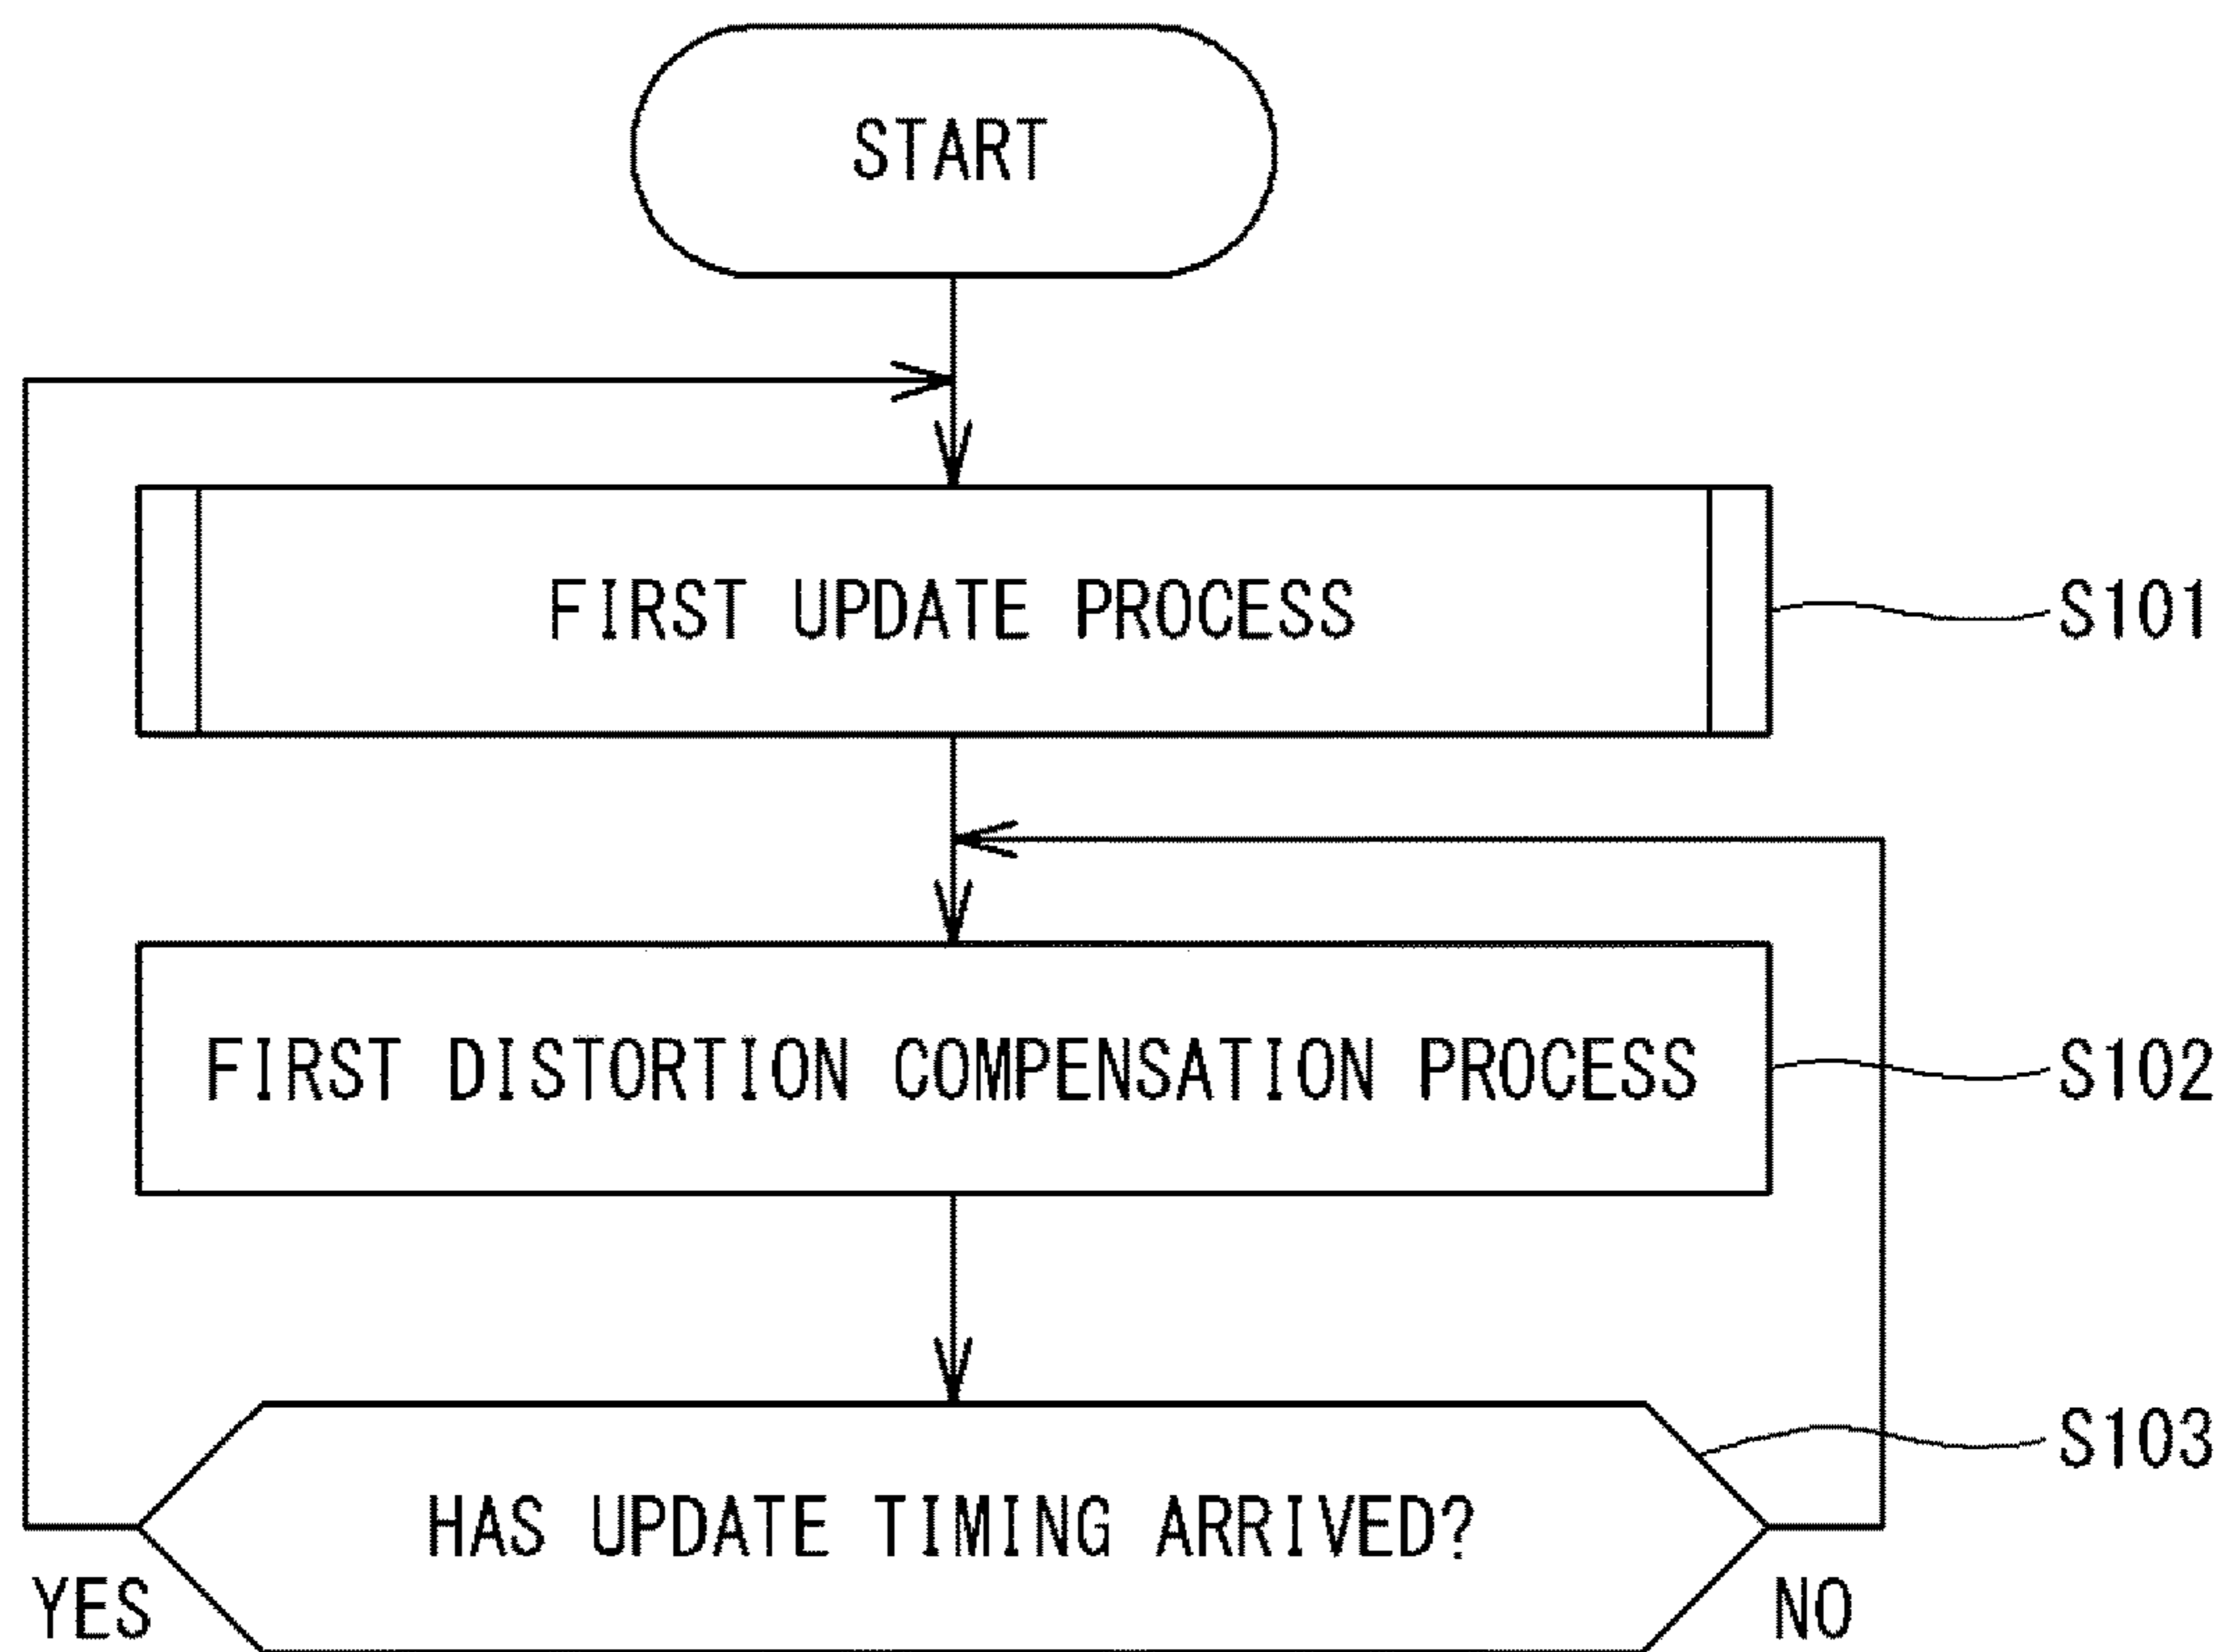 START
FIRST UPDATE PROCESS
S101
FIRST DISTORTION COMPENSATION PROCESS
S102
S103
HAS UPDATE TIMING ARRIVED?
YES
NO